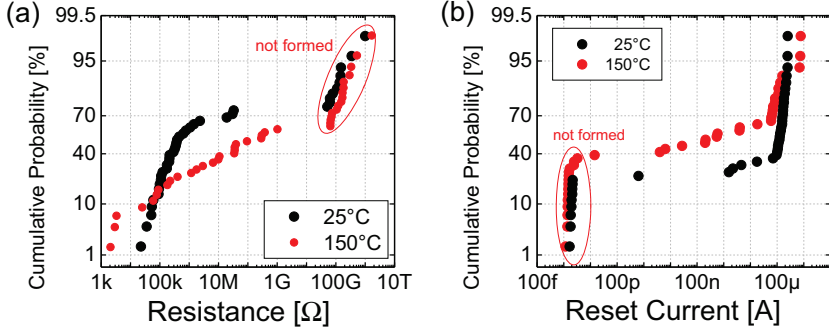 (a)
Cumulative Probability [%]
99.5
95
70
40
10
1
not formed
25°C
150°C
1k 100k 10M 1G 100G 10T
Resistance [Ω]
(b)
Cumulative Probability [%]
99.5
95
70
40
10
1
25°C
150°C
not formed
100f 100p 100n 100μ
Reset Current [A]